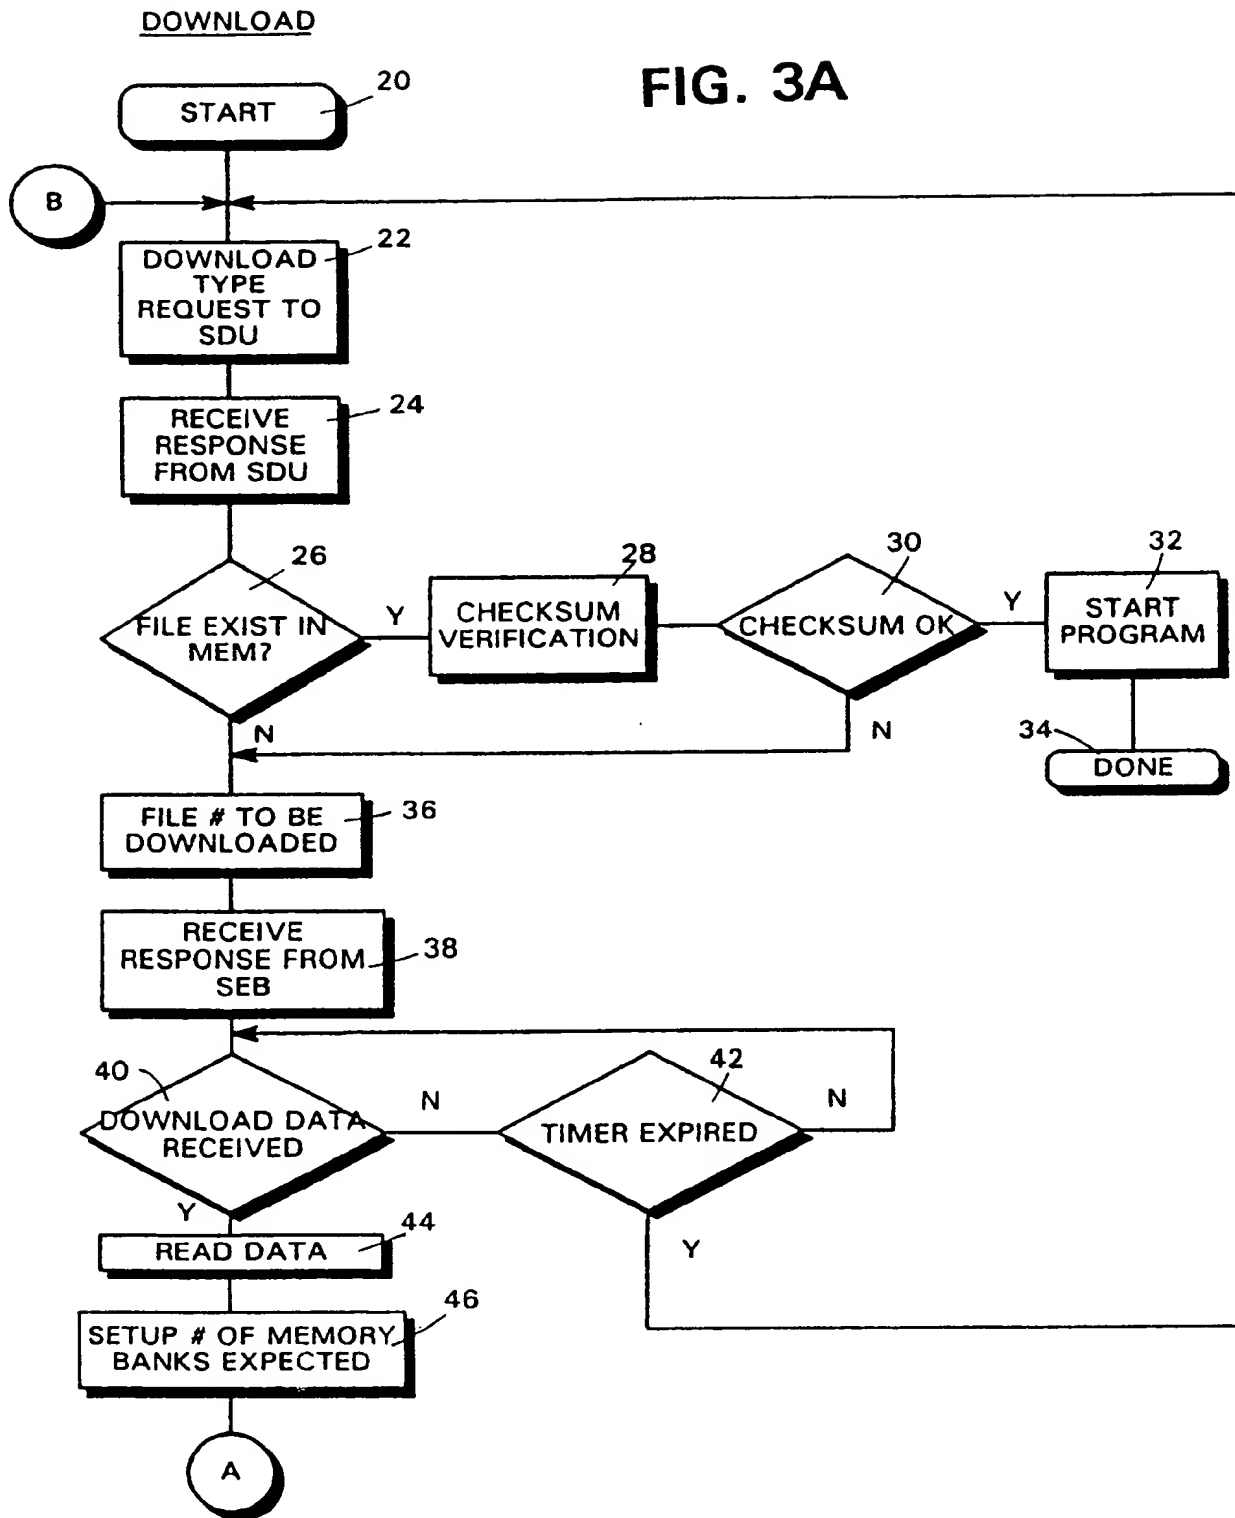 DOWNLOAD
FIG. 3A
START
20
B
DOWNLOAD
TYPE
REQUEST TO
SDU
22
RECEIVE
RESPONSE
FROM SDU
24
FILE EXIST IN
MEM?
26
Y
N
CHECKSUM
VERIFICATION
28
CHECKSUM OK
30
Y
N
START
PROGRAM
32
34
DONE
FILE # TO BE
DOWNLOADED
36
RECEIVE
RESPONSE FROM
SEB
38
40
DOWNLOAD DATA
RECEIVED
N
Y
TIMER EXPIRED
42
N
Y
READ DATA
44
SETUP # OF MEMORY
BANKS EXPECTED
46
A